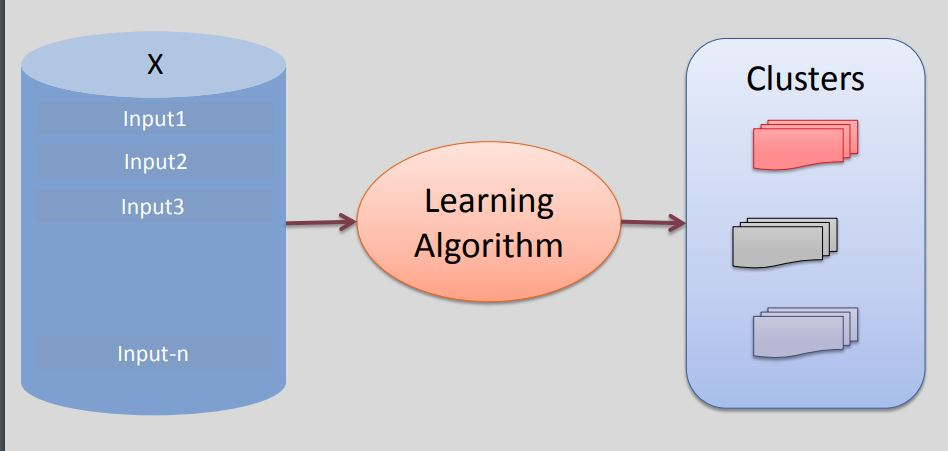 X
Input1
Input2
Input3
Input-n
Learning
Algorithm
Clusters